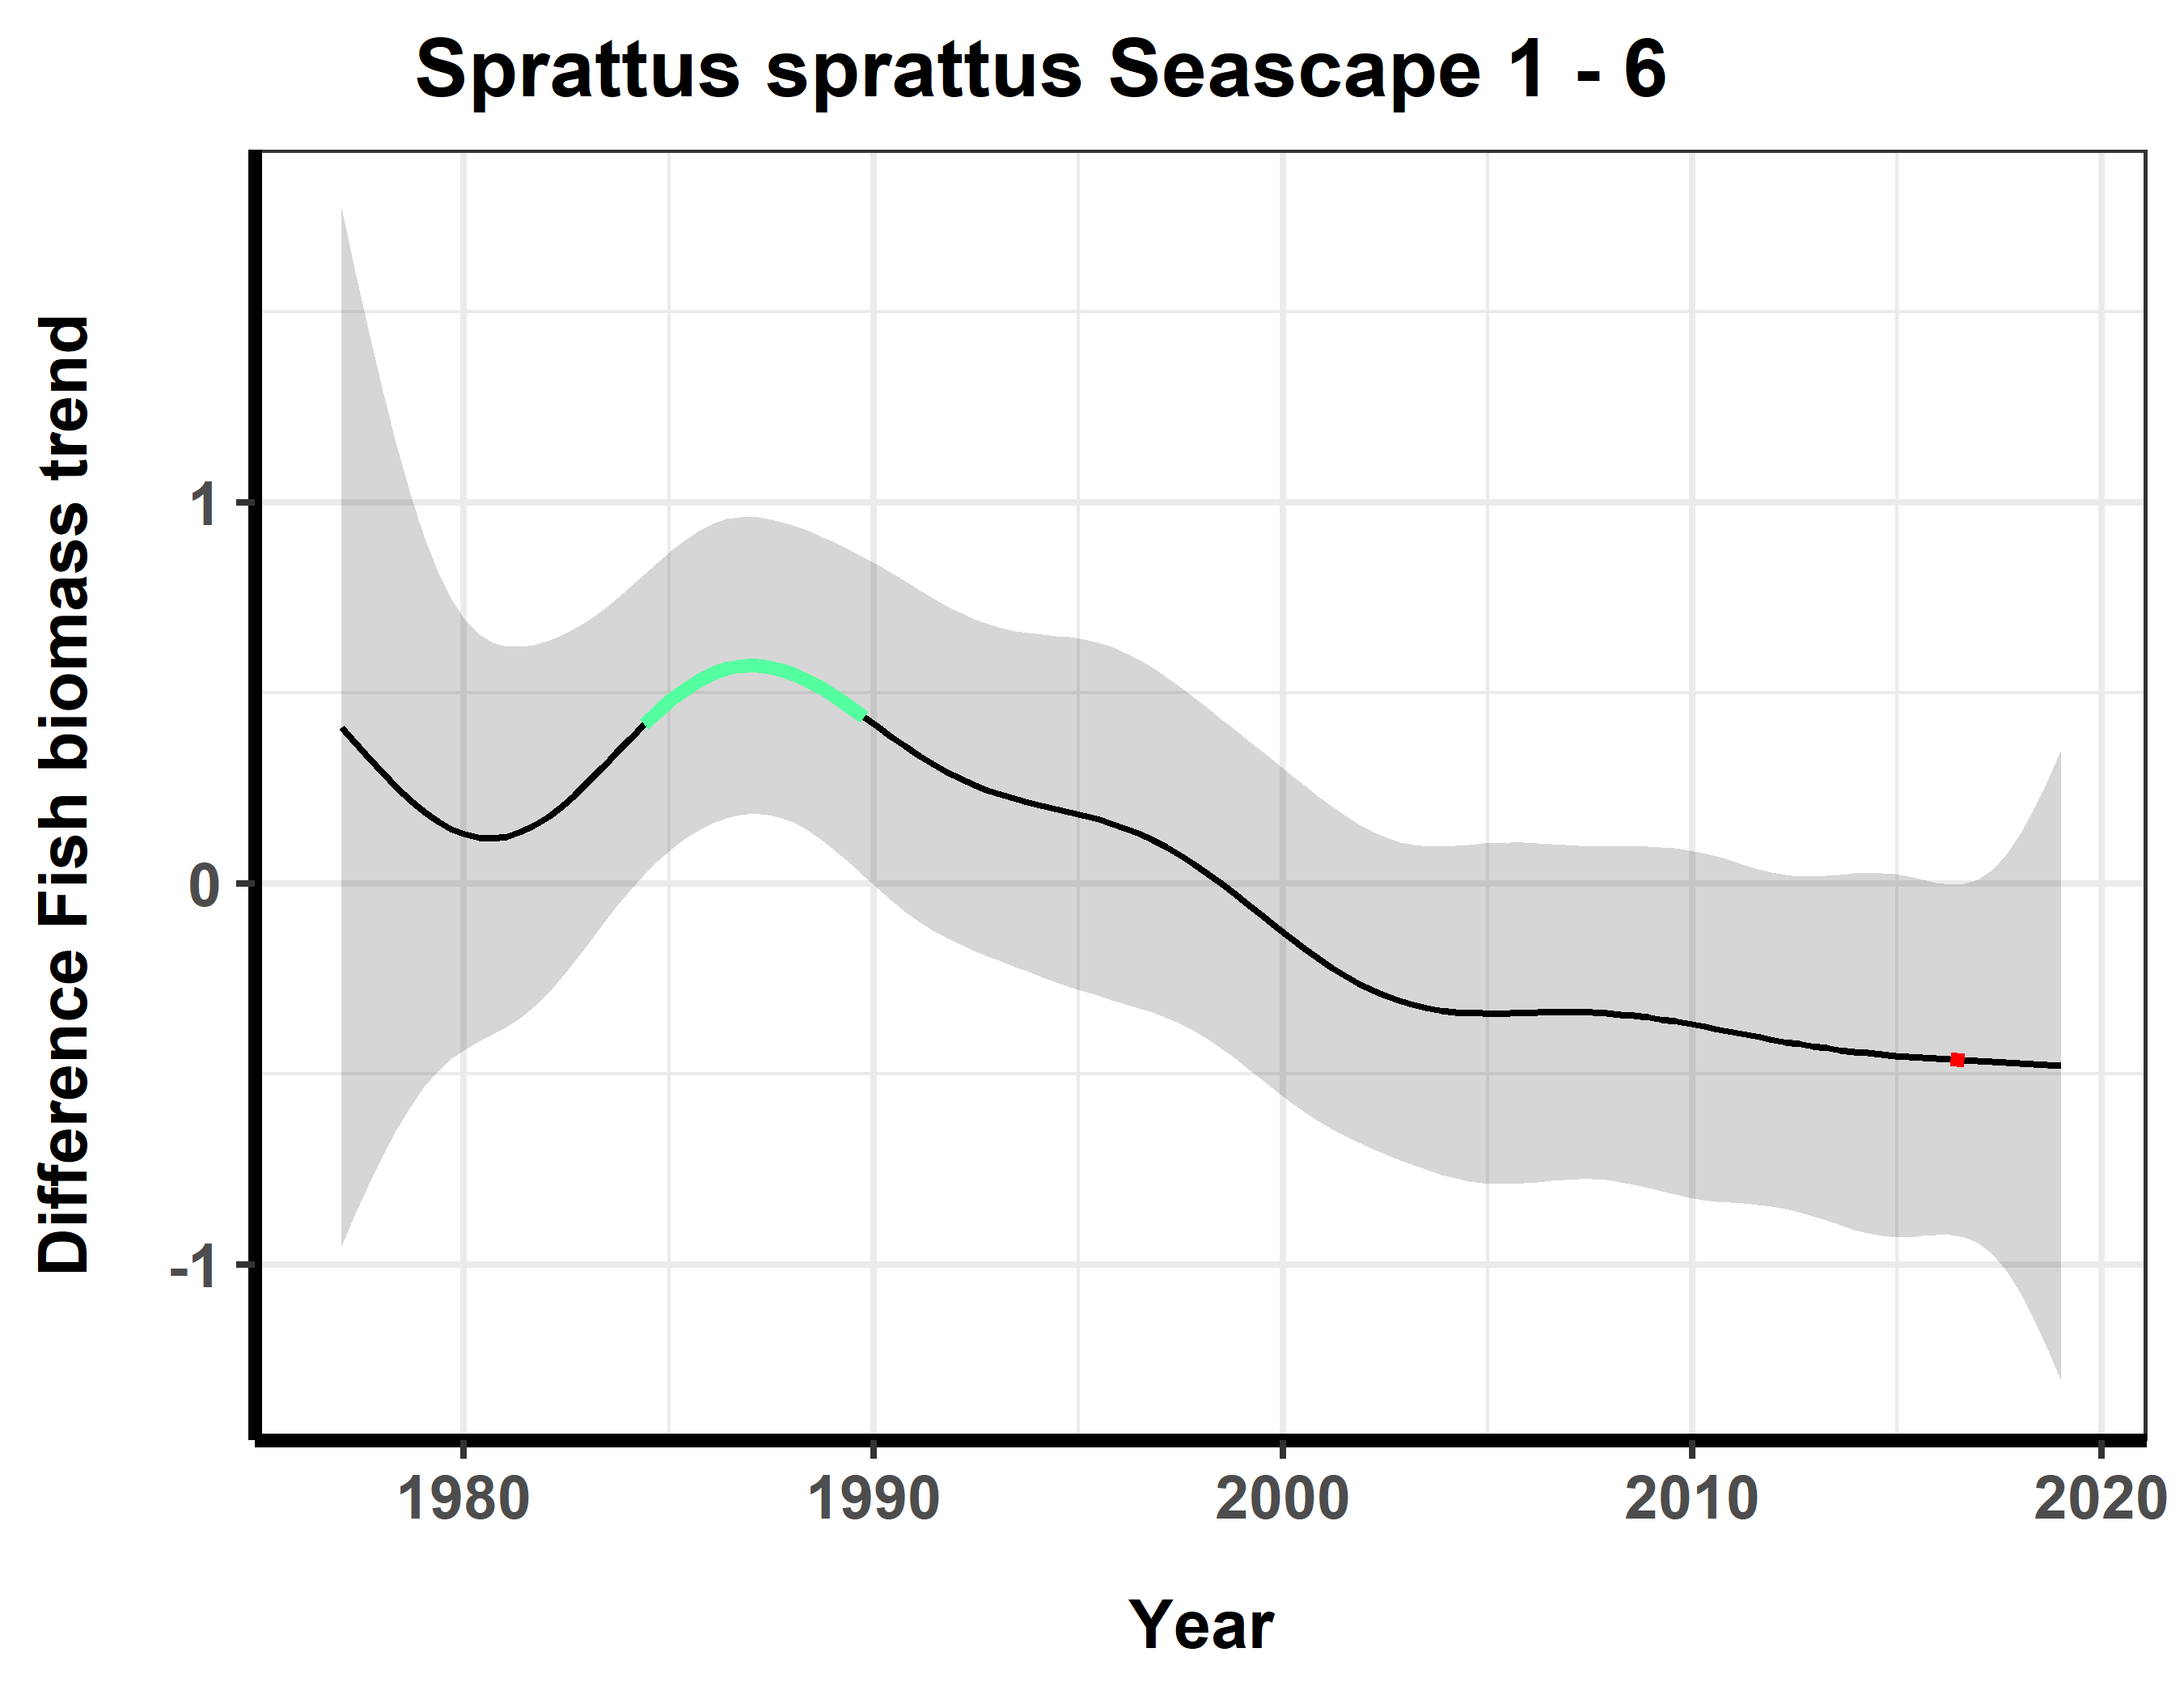 Sprattus sprattus Seascape 1 - 6
Difference Fish biomass trend
1
0
-1
1980
1990
2000
2010
2020
Year